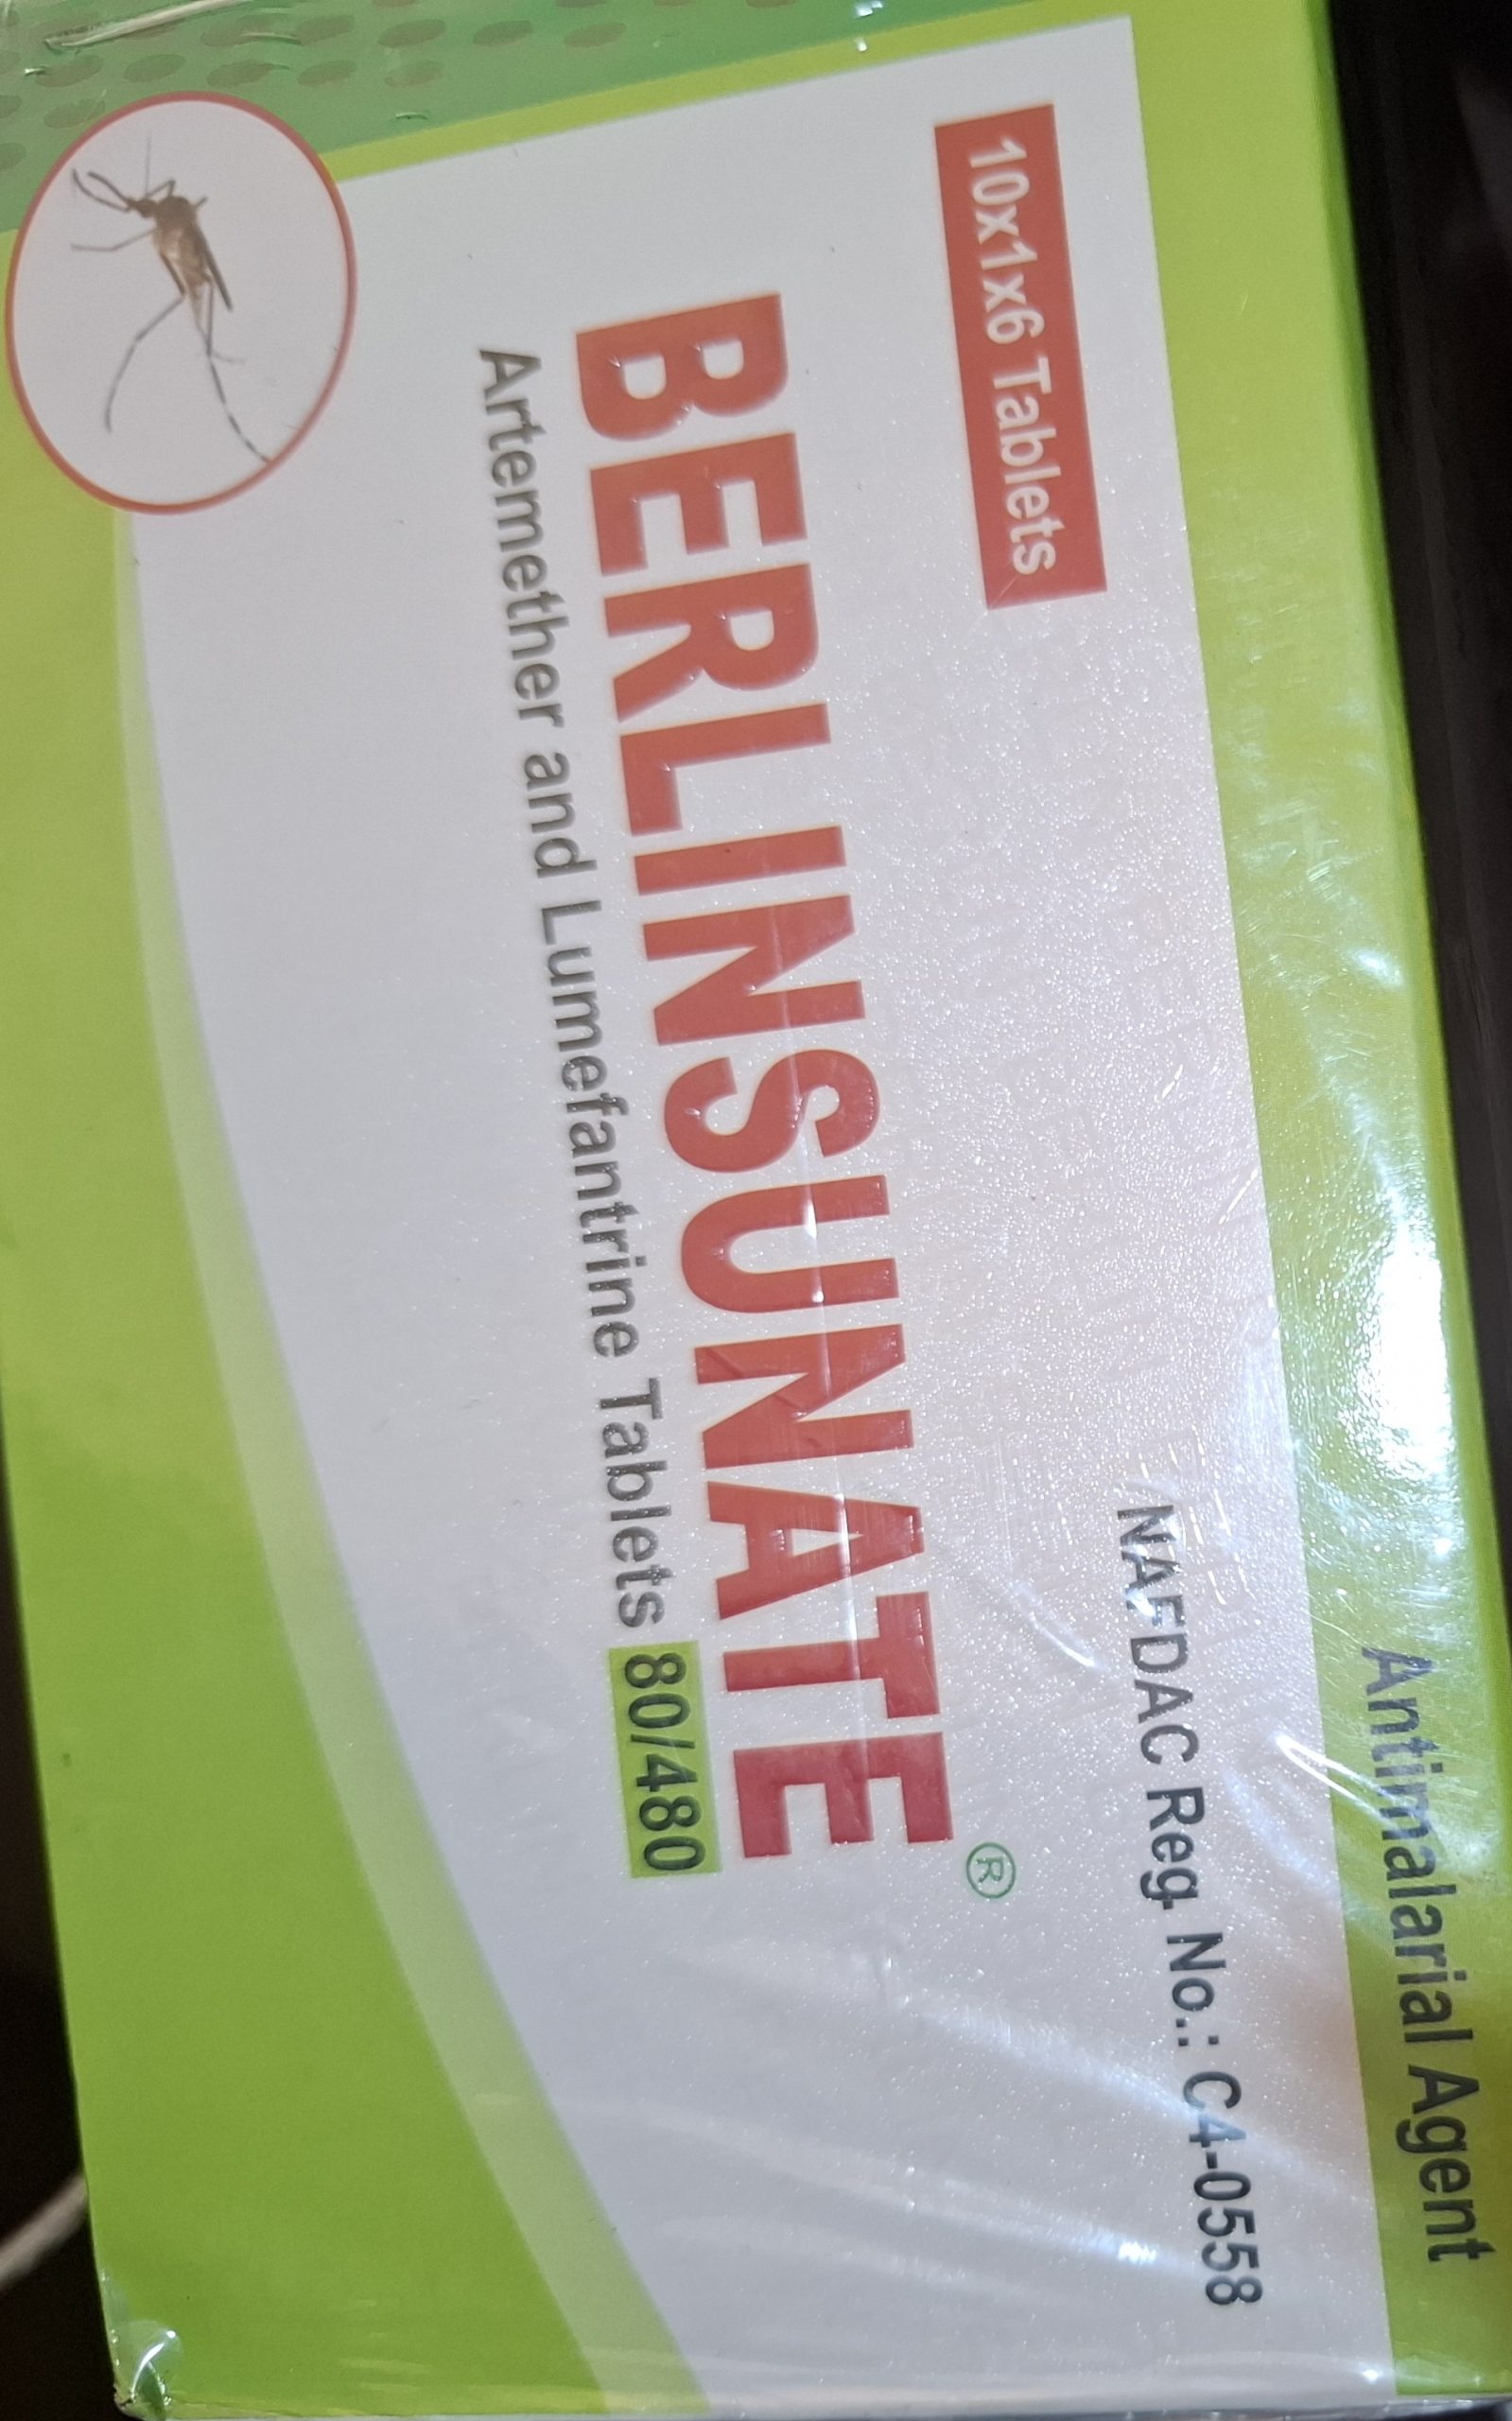 Antimalarial Agent
NAFDAC Reg. No.: C4-0558
10x1x6 Tablets
BERLINSUNATE®
Artemether and Lumefantrine Tablets 80/480